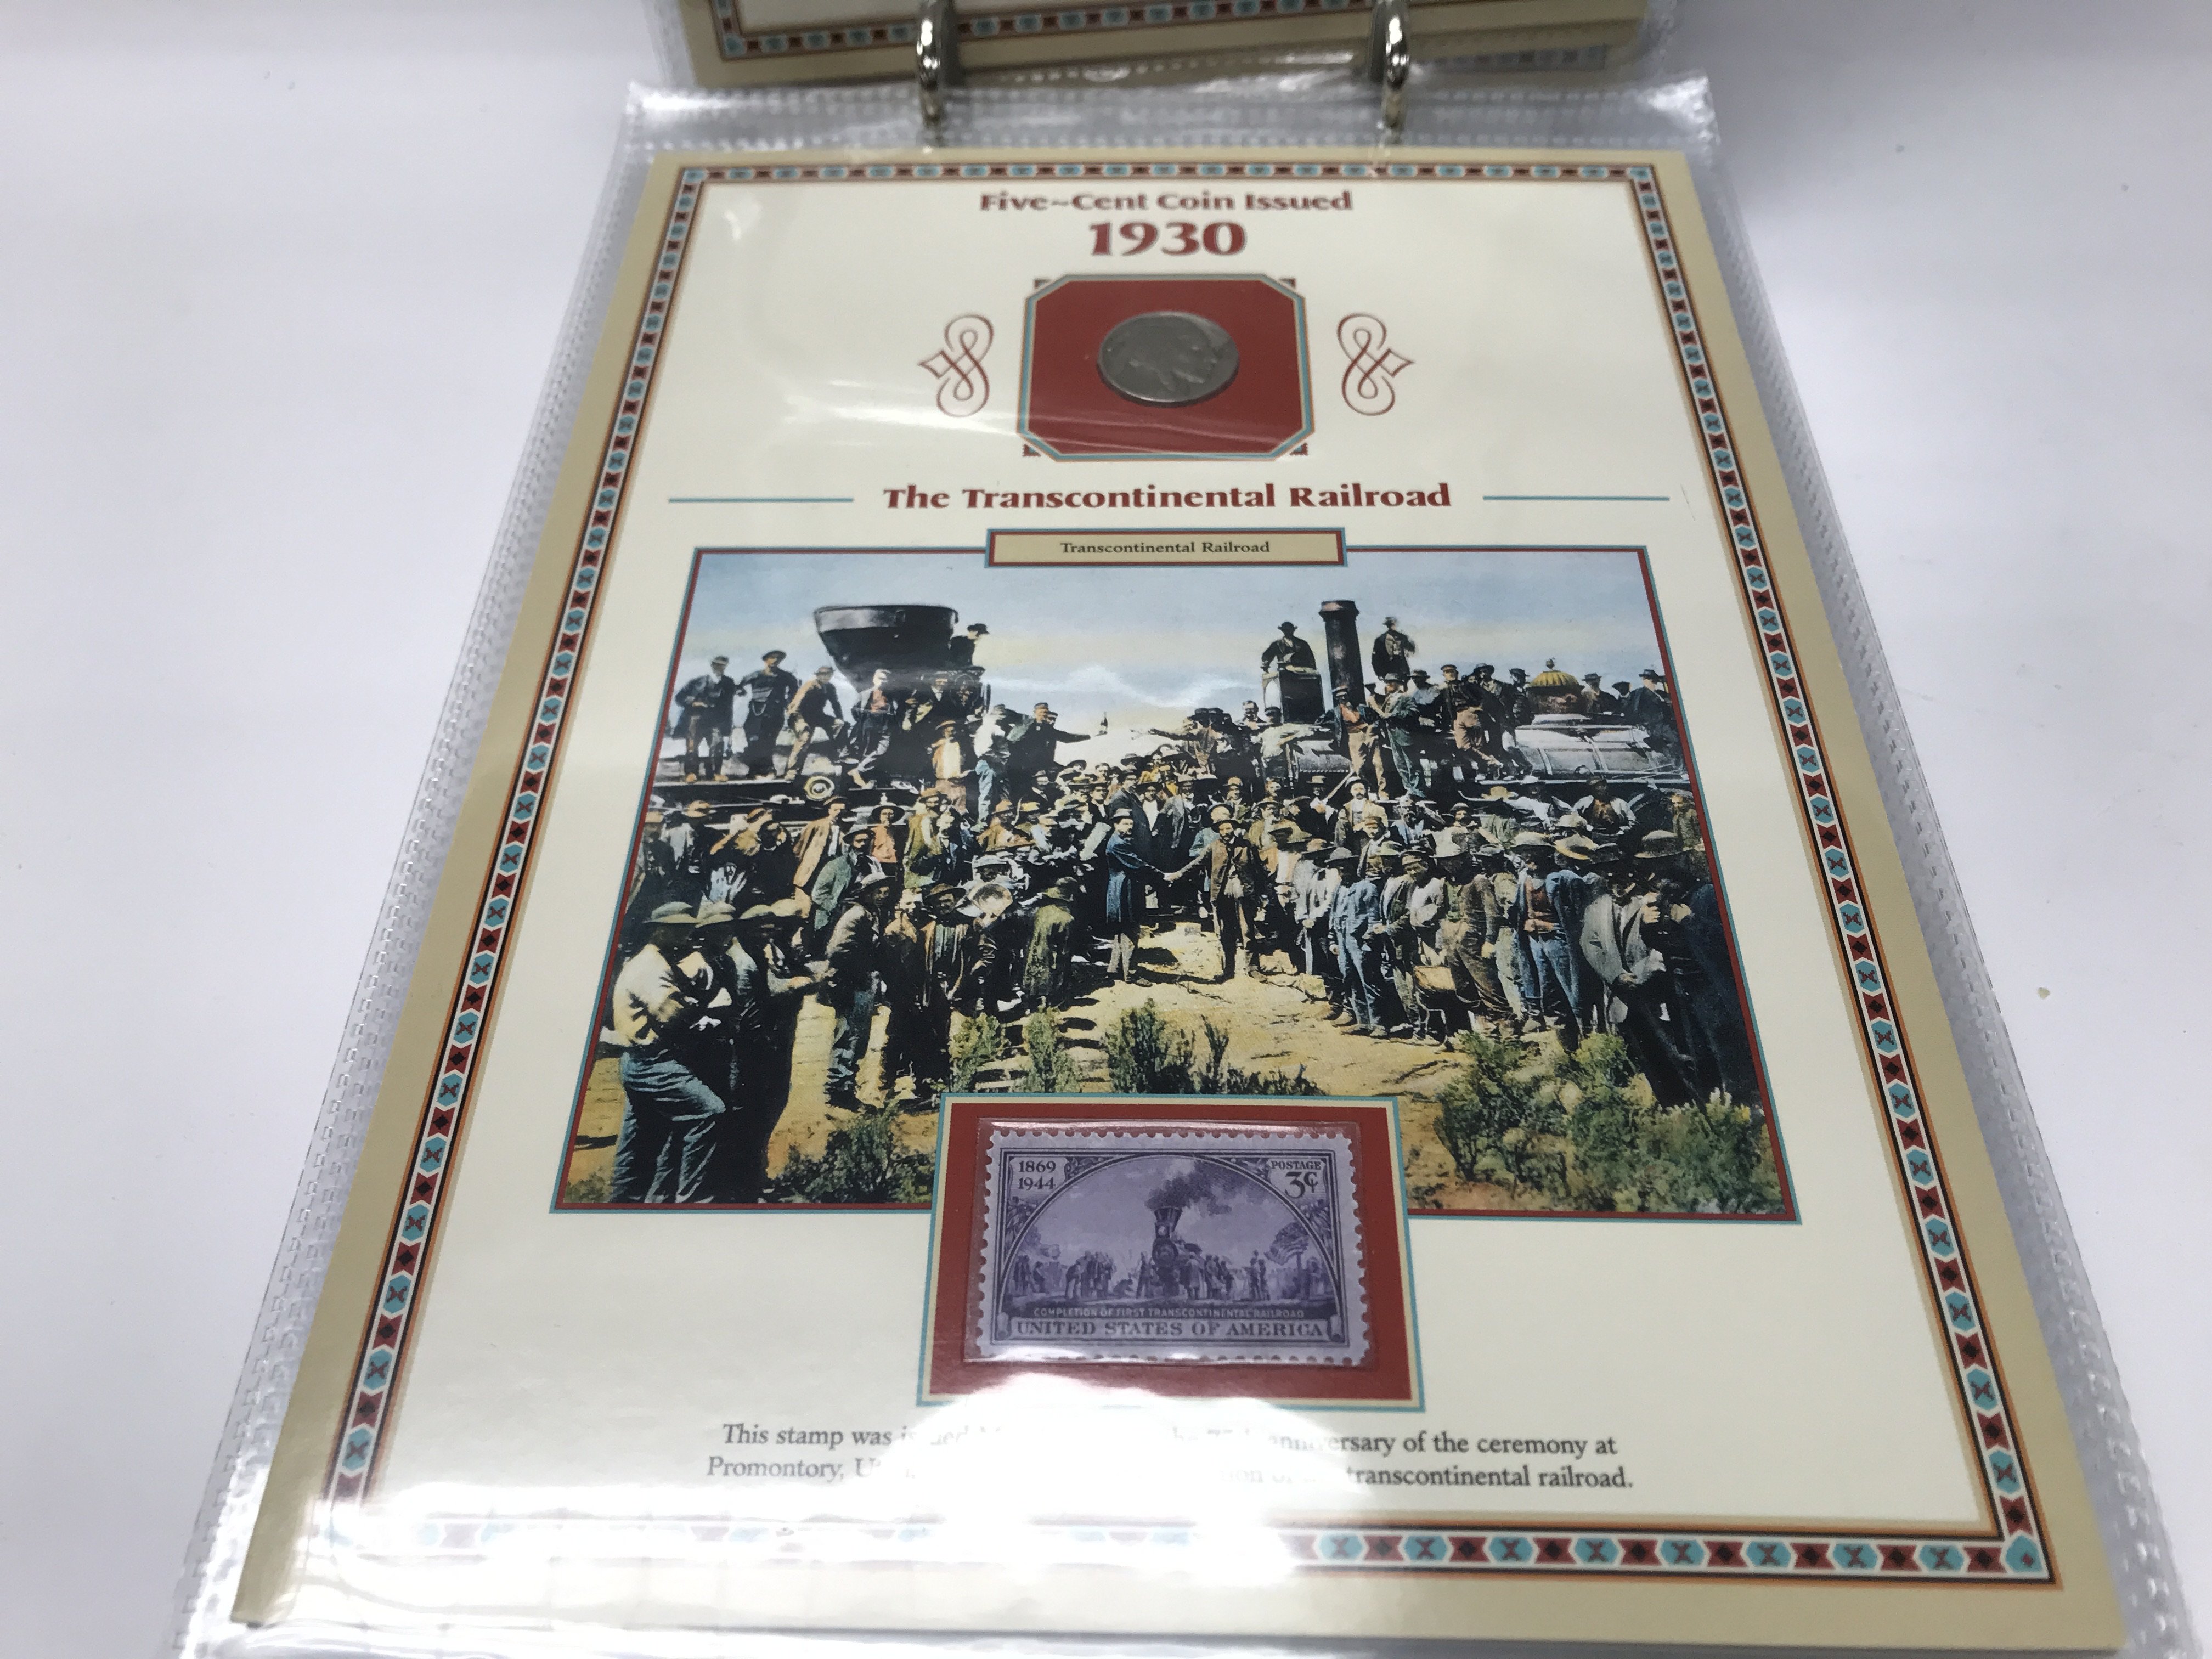 Five~Cent Coin Issued
1930
The Transcontinental Railroad
Transcontinental Railroad
1869
1944
POSTAGE
3¢
COMPLETION OF FIRST TRANSCONTINENTAL RAILROAD
UNITED STATES OF AMERICA
This stamp was anniversary of the ceremony at
Promontory, transcontinental railroad.